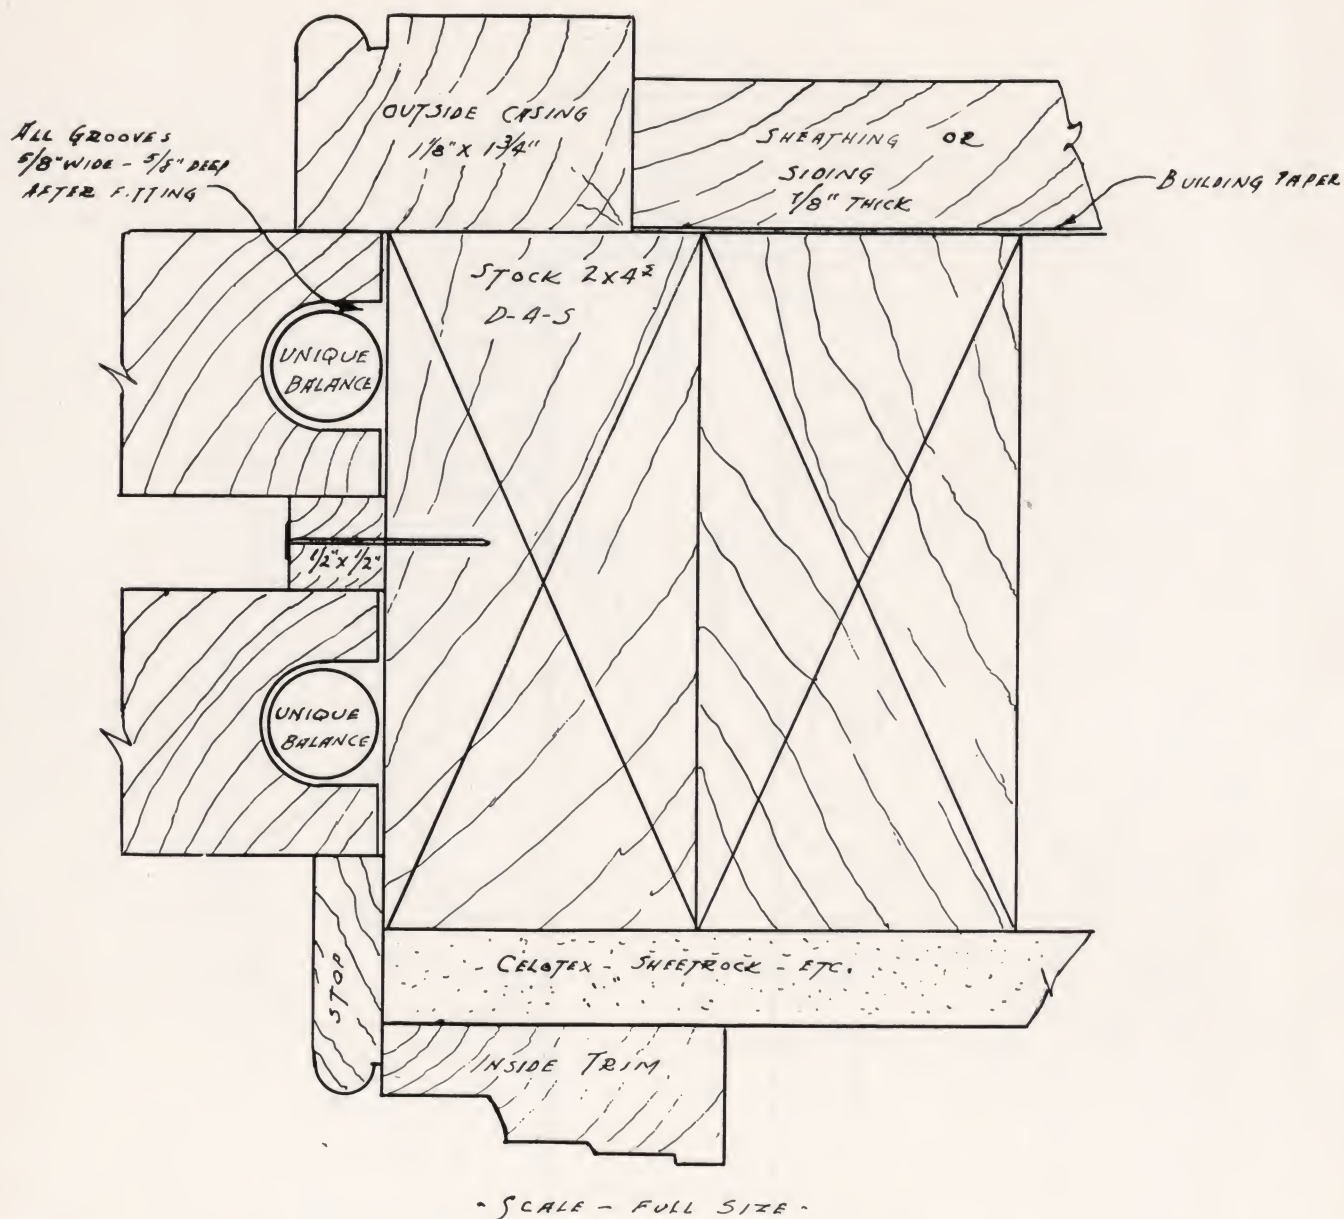 ALL GROOVES
5/8" WIDE - 5/8" DEEP
AFTER FITTING
OUTSIDE CASING
1 1/8" X 1 3/4"
SHEATHING OR
SIDING
7/8" THICK
BUILDING PAPER
STOCK 2X4S
D-4-S
UNIQUE
BALANCE
1/2" X 1/2"
UNIQUE
BALANCE
STOP
CELOTEX - SHEETROCK - ETC.
INSIDE TRIM
- SCALE - FULL SIZE -